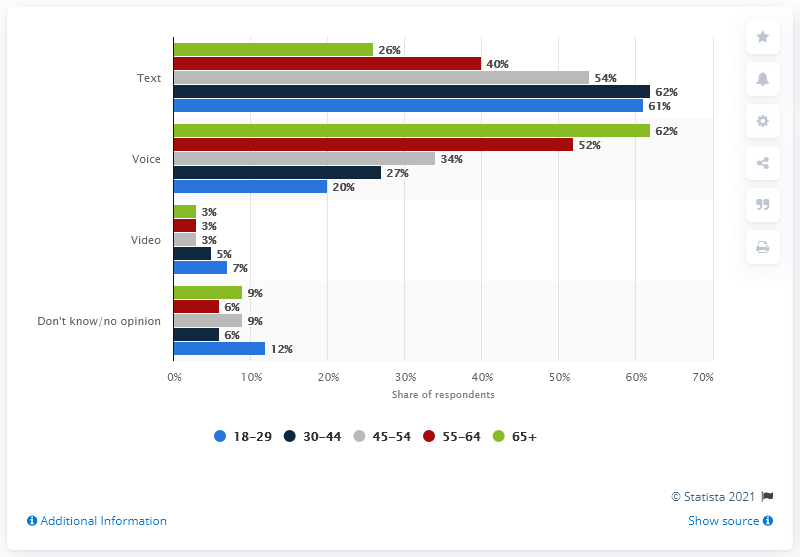 Text
26%
40%
54%
62%
61%
Voice
62%
52%
34%
27%
20%
Video
3%
3%
3%
5%
7%
Don't know/no opinion
9%
6%
9%
6%
12%
0% 10% 20% 30% 40% 50% 60% 70%
Share of respondents
18–29 30–44 45–54 55–64 65+
© Statista 2021
Additional Information Show source